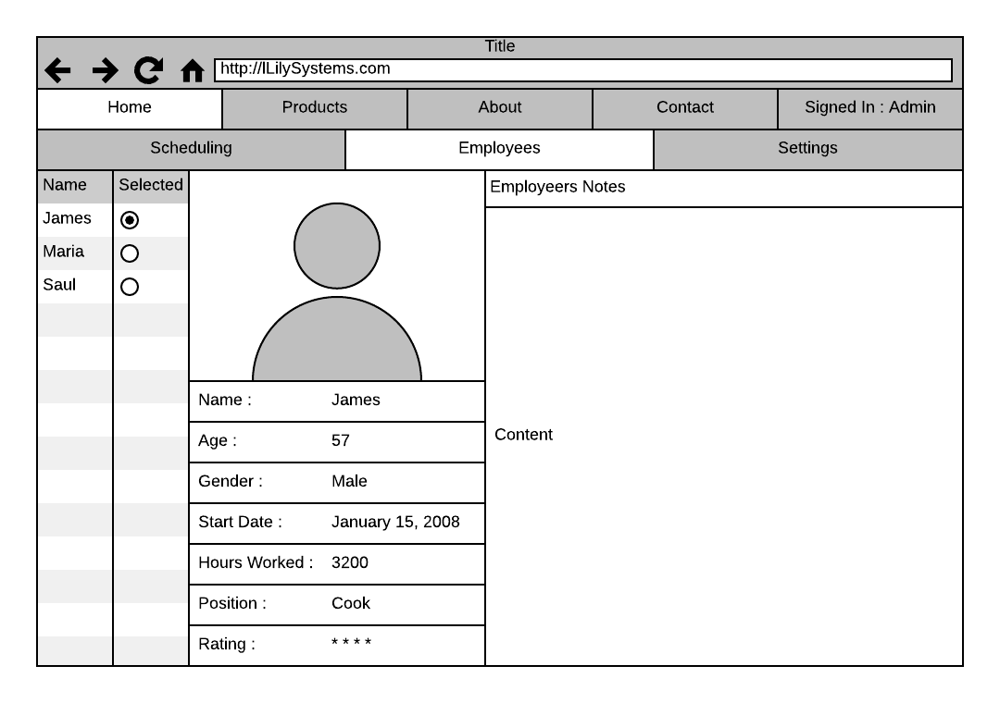 Title
http://lLilySystems.com
Home Products About Contact Signed In : Admin
Scheduling Employees Settings
Name Selected
James
Maria
Saul
Name : James
Age : 57
Gender : Male
Start Date : January 15, 2008
Hours Worked : 3200
Position : Cook
Rating : * * * *
Employeers Notes
Content